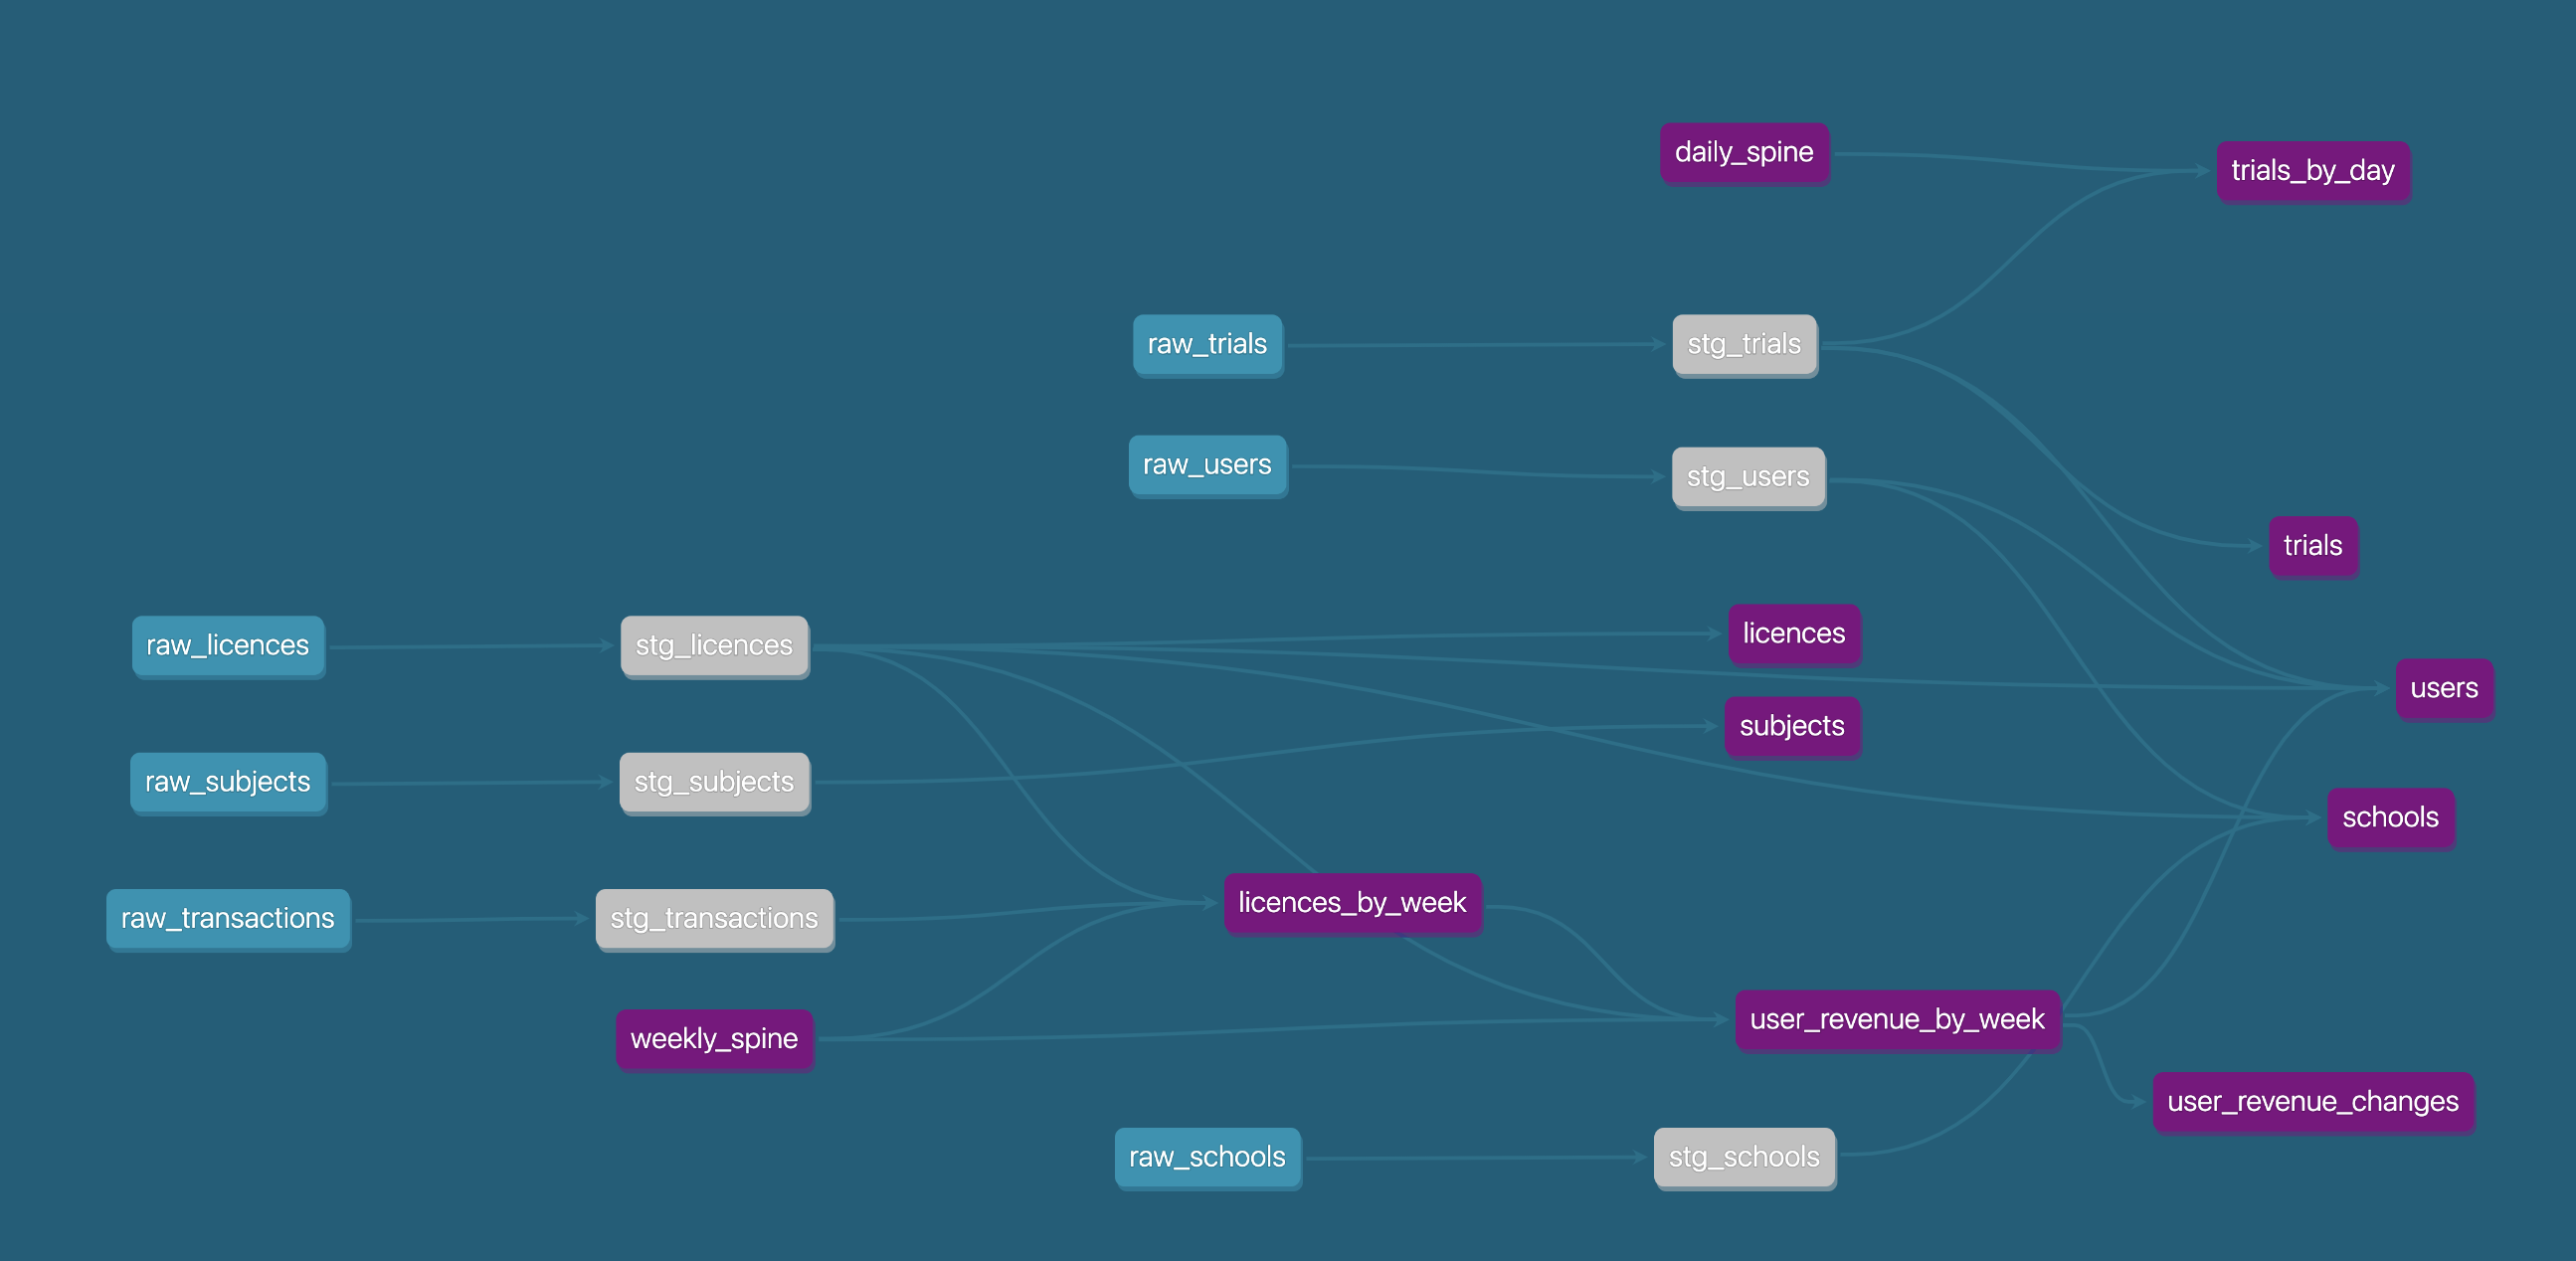 daily_spine
trials_by_day
raw_trials
stg_trials
raw_users
stg_users
trials
raw_licences
stg_licences
licences
users
subjects
raw_subjects
stg_subjects
schools
raw_transactions
stg_transactions
licences_by_week
weekly_spine
user_revenue_by_week
user_revenue_changes
raw_schools
stg_schools